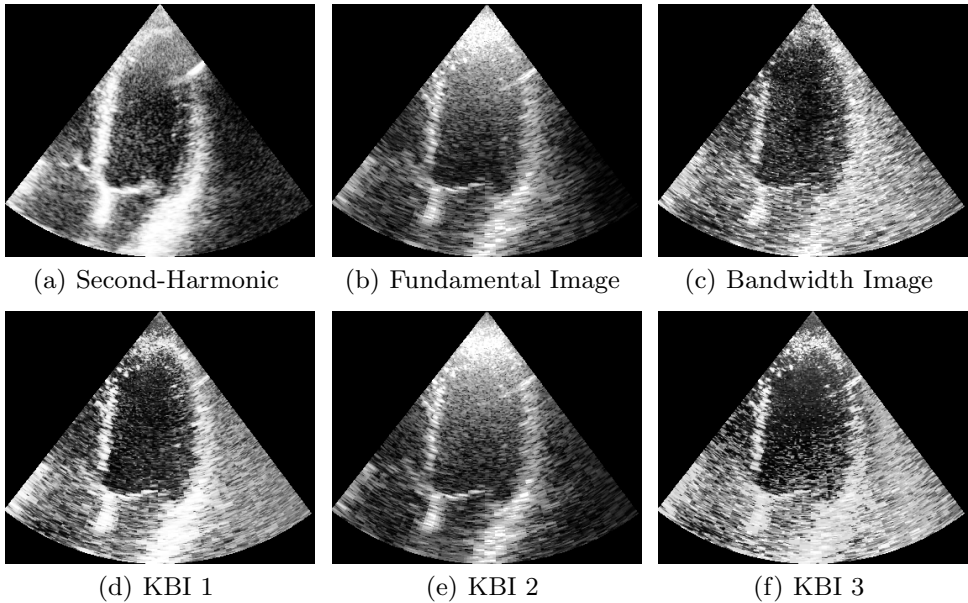 (a) Second-Harmonic
(b) Fundamental Image
(c) Bandwidth Image
(d) KBI 1
(e) KBI 2
(f) KBI 3